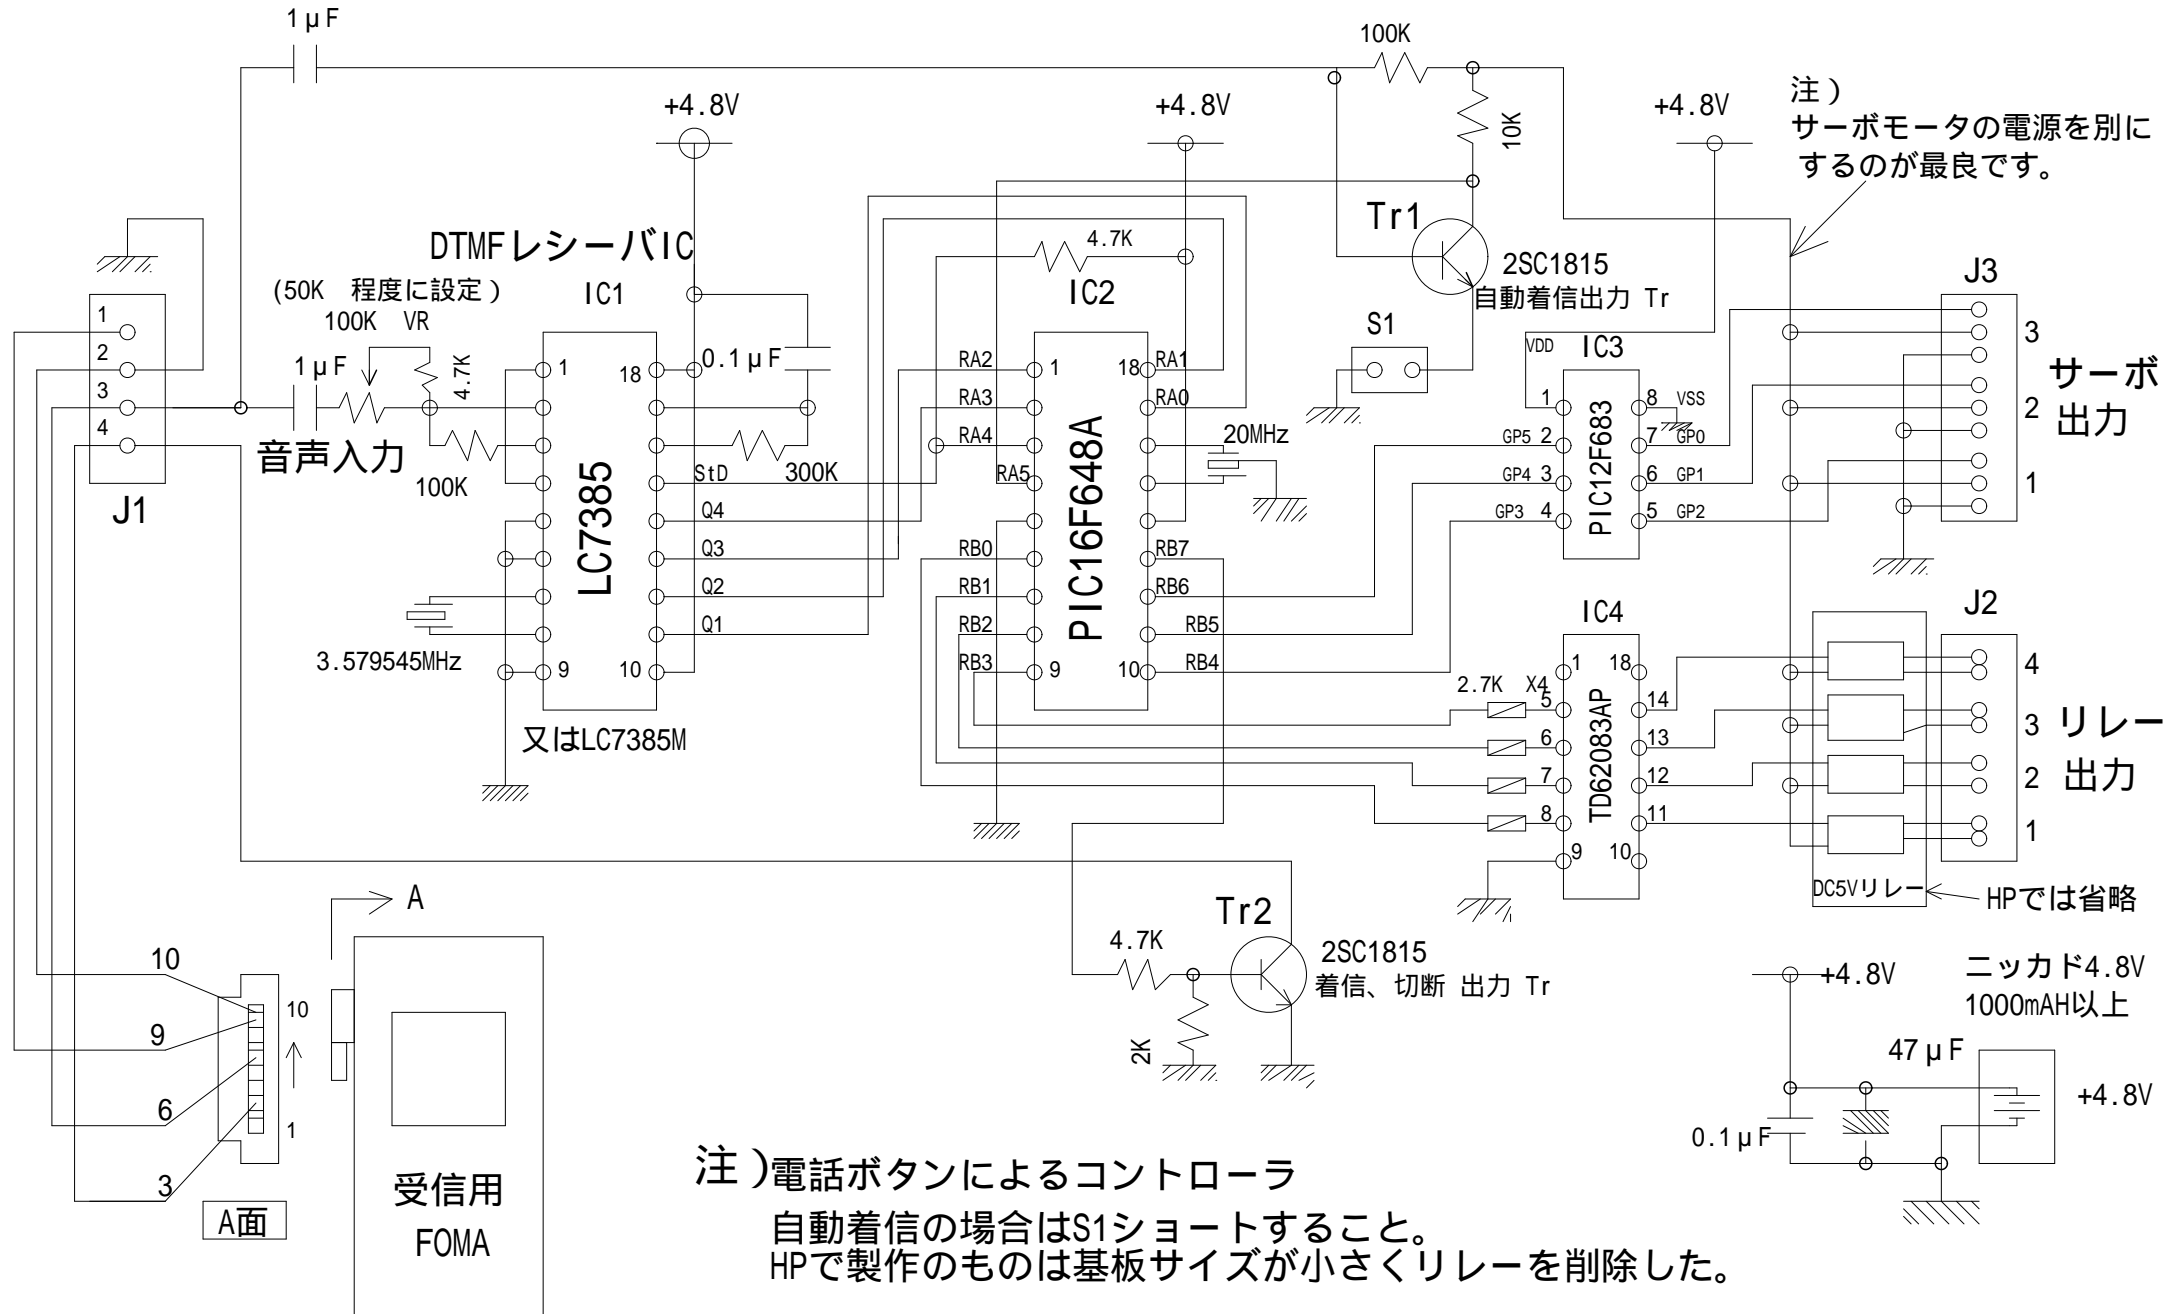 1μF
100K
10K
+4.8V
+4.8V
+4.8V
注)
サーボモータの電源を別に
するのが最良です。
DTMFレシーバIC
(50K 程度に設定)
100K VR
IC1
4.7K
IC2
Tr1
2SC1815
自動着信出力 Tr
S1
J3
VDD
IC3
1
2
3
4
J1
1μF
4.7K
音声入力
100K
1
18
9
10
LC7385
又はLC7385M
0.1μF
300K
StD
Q4
Q3
Q2
Q1
3.579545MHz
RA2
RA3
RA4
RA5
RB0
RB1
RB2
RB3
1
18
9
10
PIC16F648A
RA1
RA0
20MHz
RB7
RB6
RB5
RB4
GP5
GP4
GP3
1
2
3
4
PIC12F683
8
7
6
5
VSS
GP0
GP1
GP2
3
2
1
サーボ
出力
IC4
J2
2.7K X4
1
5
6
7
8
9
TD62083AP
18
14
13
12
11
10
4
3
2
1
リレー
出力
DC5Vリレー
HPでは省略
A
10
9
6
3
10
1
A面
受信用
FOMA
Tr2
4.7K
2K
2SC1815
着信、切断 出力 Tr
+4.8V
ニッカド4.8V
1000mAH以上
47μF
0.1μF
+4.8V
注)電話ボタンによるコントローラ
自動着信の場合はS1ショートすること。
HPで製作のものは基板サイズが小さくリレーを削除した。